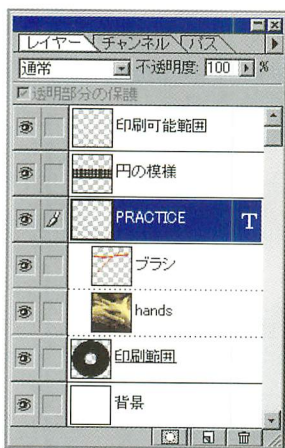 レイヤー チャンネル パス
通常 不透明度: 100 %
透明部分の保護
印刷可能範囲
円の模様
PRACTICE T
ブラシ
hands
印刷範囲
背景